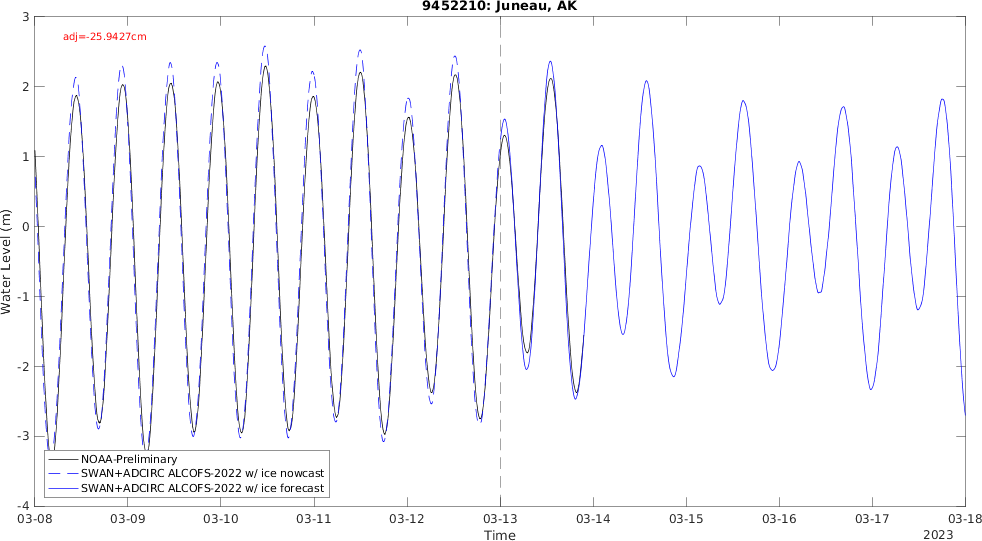 9452210: Juneau, AK
adj=-25.9427cm
Water Level (m)
3
2
1
0
-1
-2
-3
-4
NOAA-Preliminary
SWAN+ADCIRC ALCOFS-2022 w/ ice nowcast
SWAN+ADCIRC ALCOFS-2022 w/ ice forecast
03-08 03-09 03-10 03-11 03-12 03-13 03-14 03-15 03-16 03-17 03-18
Time
2023